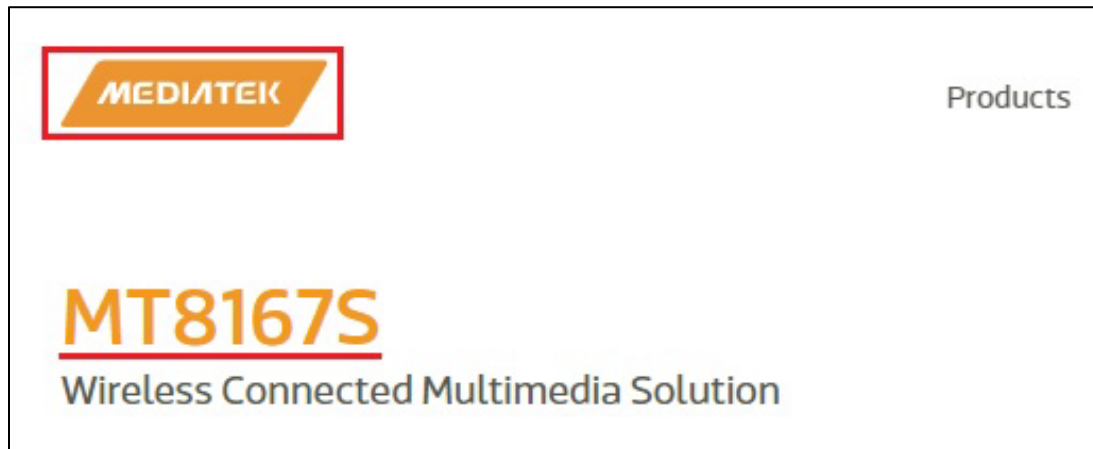 MEDIATEK
Products
MT8167S
Wireless Connected Multimedia Solution